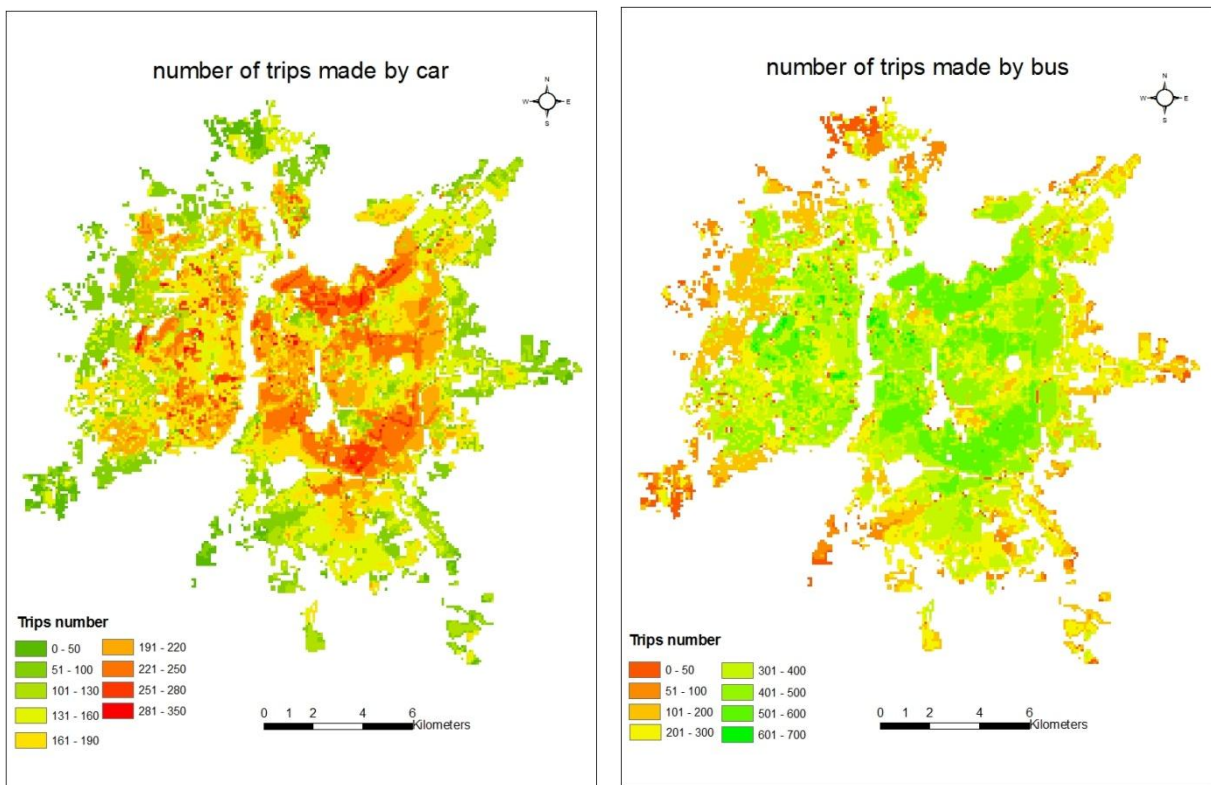 number of trips made by car
N
W E
S
Trips number
0 - 50
51 - 100
101 - 130
131 - 160
161 - 190
191 - 220
221 - 250
251 - 280
281 - 350
0 1 2 4 6
Kilometers
number of trips made by bus
N
W E
S
Trips number
0 - 50
51 - 100
101 - 200
201 - 300
301 - 400
401 - 500
501 - 600
601 - 700
0 1 2 4 6
Kilometers